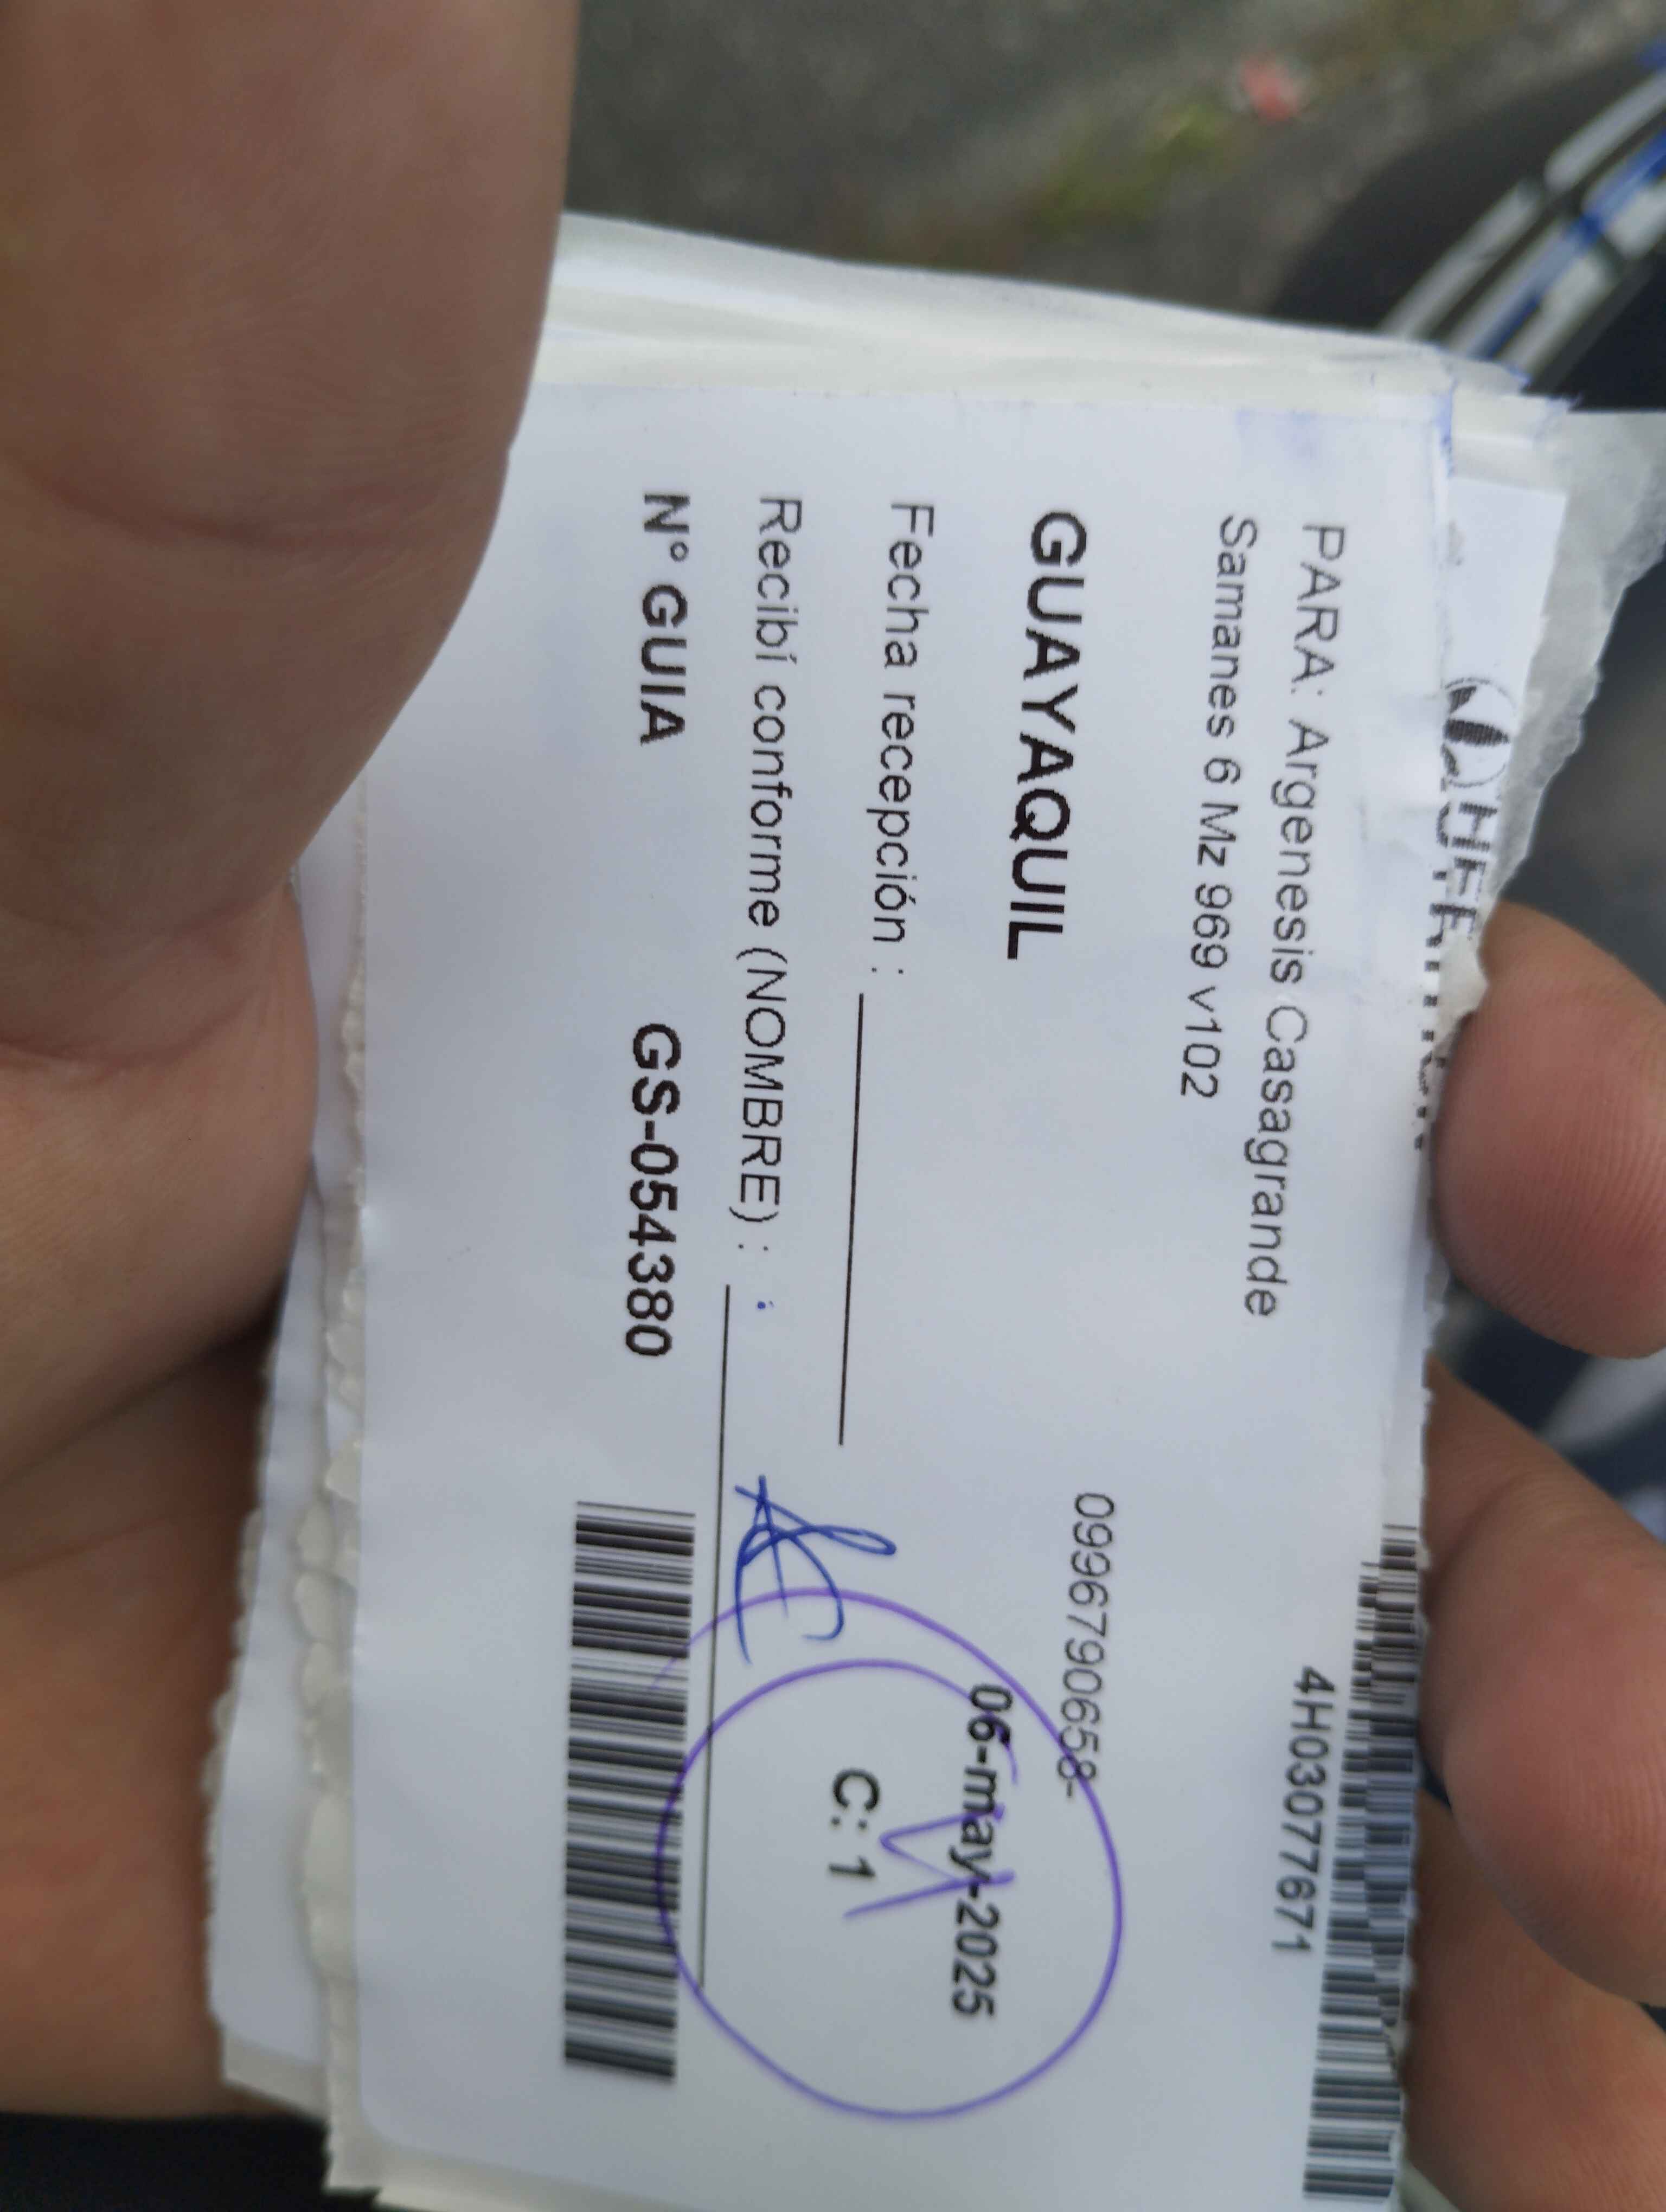 4H03077671
PARA: Argenesis Casagrande
Samanes 6 Mz 969 v102
09996790658-
GUAYAQUIL
06-may-2025
Fecha recepción :
C: 1
Recibí conforme (NOMBRE) :
N° GUIA GS-054380